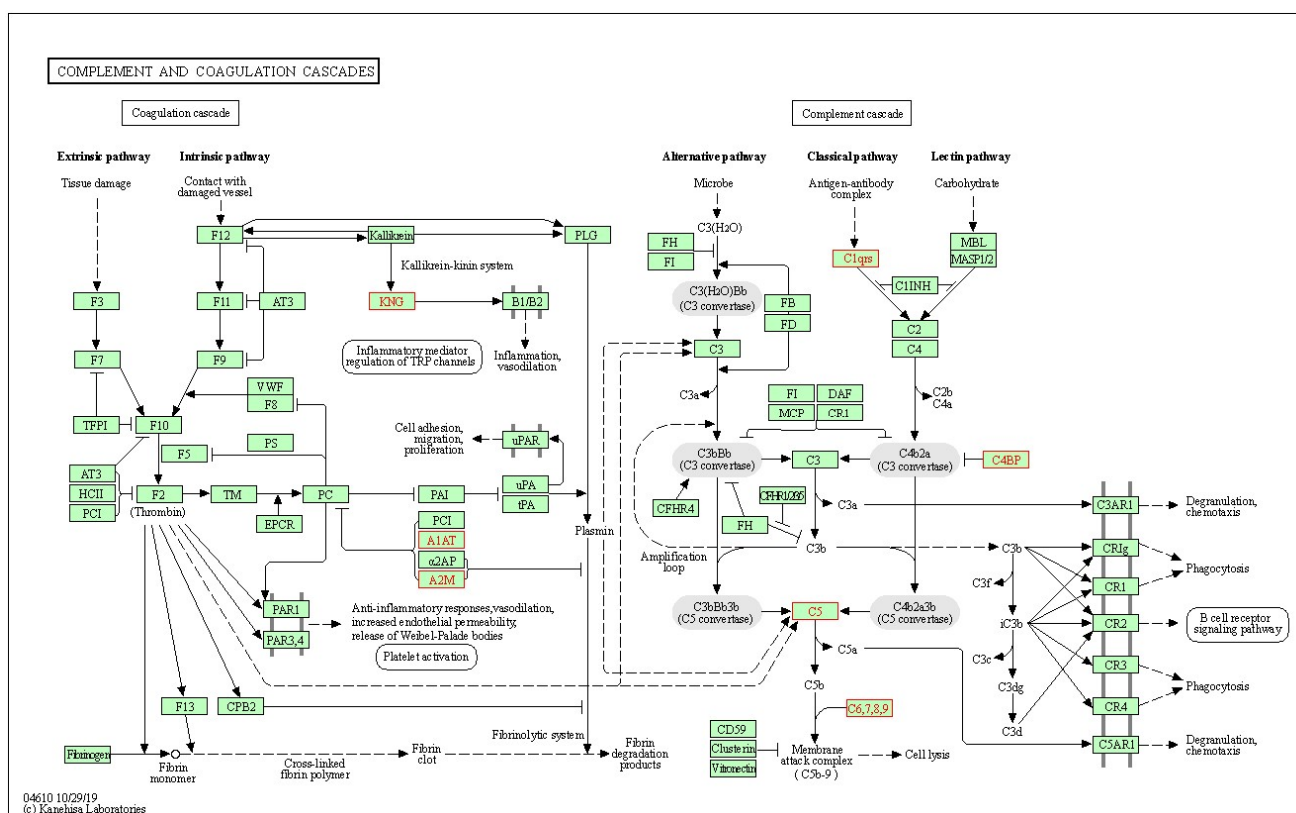 COMPLEMENT AND COAGULATION CASCADES
Coagulation cascade
Complement cascade
Extrinsic pathway
Intrinsic pathway
Alternative pathway
Classical pathway
Lectin pathway
Tissue damage
Contact with
damaged vessel
Microbe
Antigen-antibody
complex
Carbohydrate
F12
Kallikrein
PLG
C3(H2O)
FH
FI
MBL
MASP1/2
C1qrs
Kallikrein-kinin system
C1INH
F3
F11
AT3
KNG
B1/B2
C3(H2O)Bb
(C3 convertase)
FB
FD
C2
C4
F7
F9
Inflammatory mediator
regulation of TRP channels
Inflammation,
vasodilation
C3
C3a
C2b
C4a
VWF
F8
TFPI
F10
PS
F5
Cell adhesion,
migration,
proliferation
uPAR
FI
DAF
MCP
CR1
C3bBb
(C3 convertase)
C3
C4b2a
(C3 convertase)
C4BP
AT3
HCII
PCI
F2
(Thrombin)
TM
PC
PAI
uPA
tPA
EPCR
CFHR4
FH
C3a
C3AR1
Degranulation,
chemotaxis
PCI
A1AT
α2AP
A2M
Plasmin
Amplification
loop
C3b
C3b
CRIg
Phagocytosis
C3f
CR1
PAR1
PAR3,4
Anti-inflammatory responses,vasodilation,
increased endothelial permeability,
release of Weibel-Palade bodies
Platelet activation
C3bBb3b
(C5 convertase)
C5
C4b2a3b
(C5 convertase)
iC3b
CR2
B cell receptor
signaling pathway
C5a
C3c
CR3
C5b
C3dg
Phagocytosis
F13
CPB2
C6,7,8,9
CR4
C3d
Fibrinolytic system
CD59
Clusterin
Vitronectin
Membrane
attack complex
(C5b-9)
Cell lysis
C5AR1
Degranulation,
chemotaxis
Fibrinogen
Fibrin
monomer
Cross-linked
fibrin polymer
Fibrin
clot
Fibrin
degradation
products
04610 10/29/19
(c) Kanehisa Laboratories